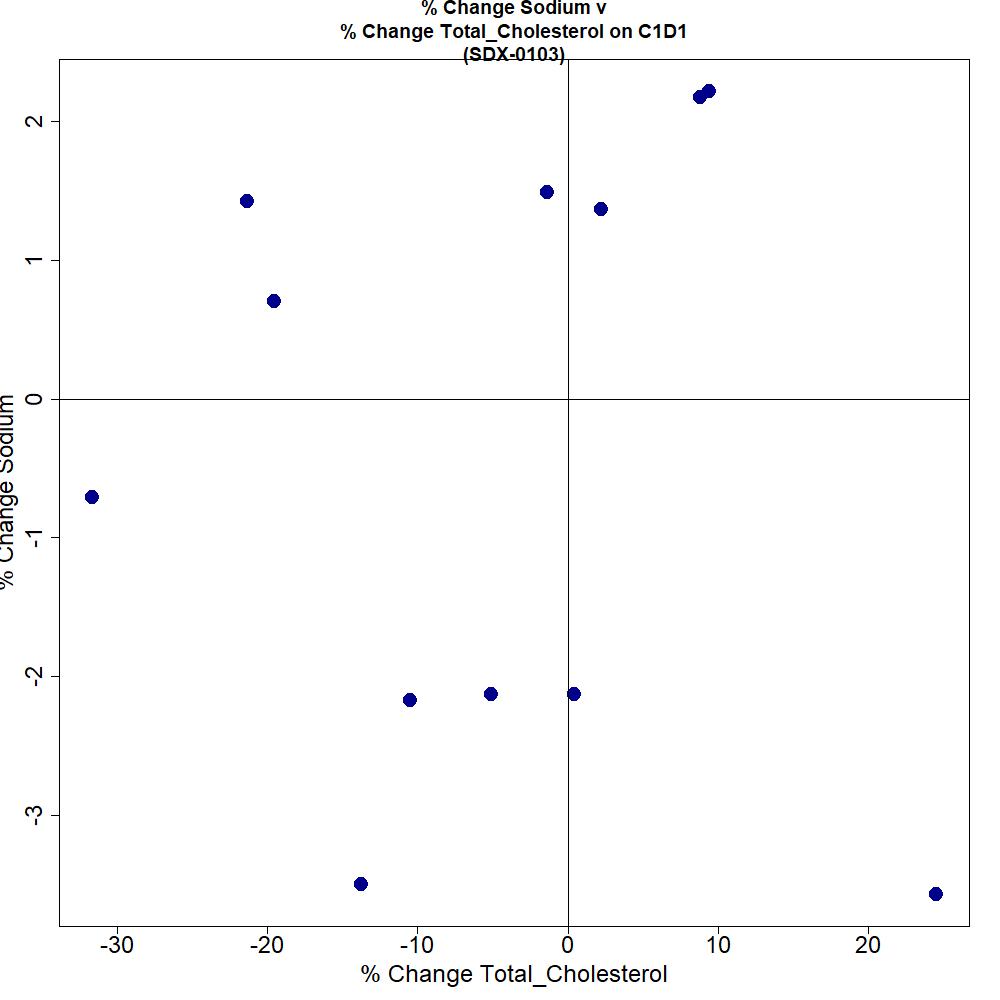 % Change Sodium v
% Change Total_Cholesterol on C1D1
(SDX-0103)
2
1
0
-1
-2
-3
% Change Sodium
-30 -20 -10 0 10 20
% Change Total_Cholesterol